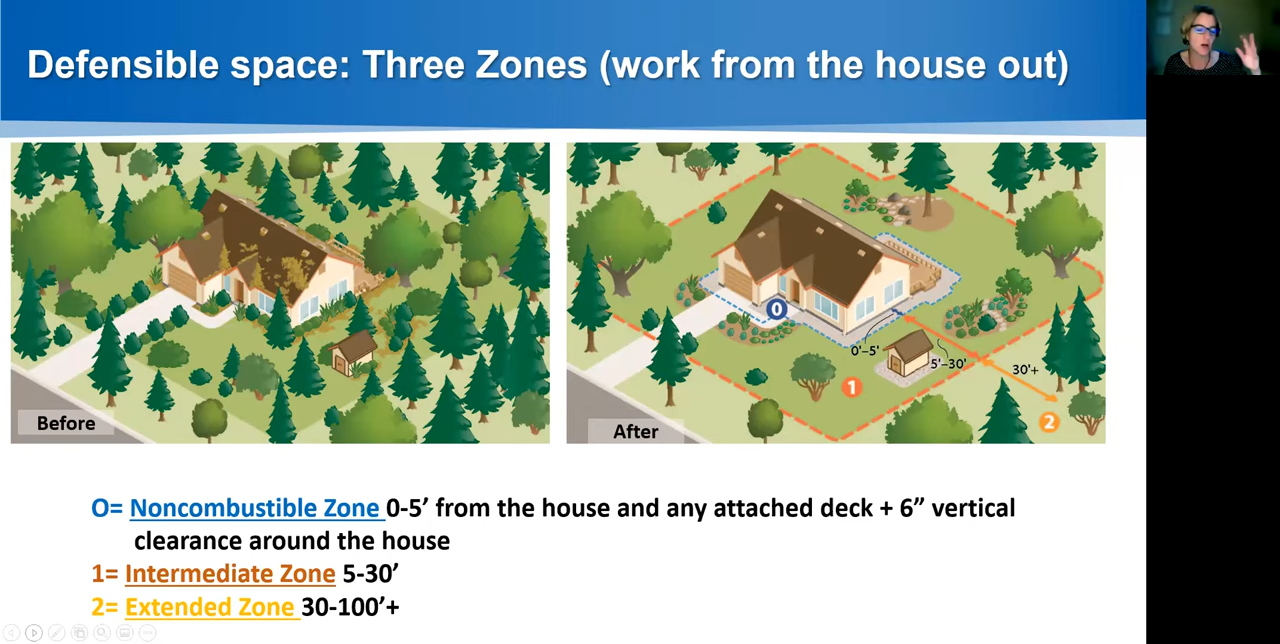 Defensible space: Three Zones (work from the house out)
Before
0
0'–5'
5'–30'
30'+
1
2
After
O= Noncombustible Zone 0-5’ from the house and any attached deck + 6” vertical
clearance around the house
1= Intermediate Zone 5-30’
2= Extended Zone 30-100’+